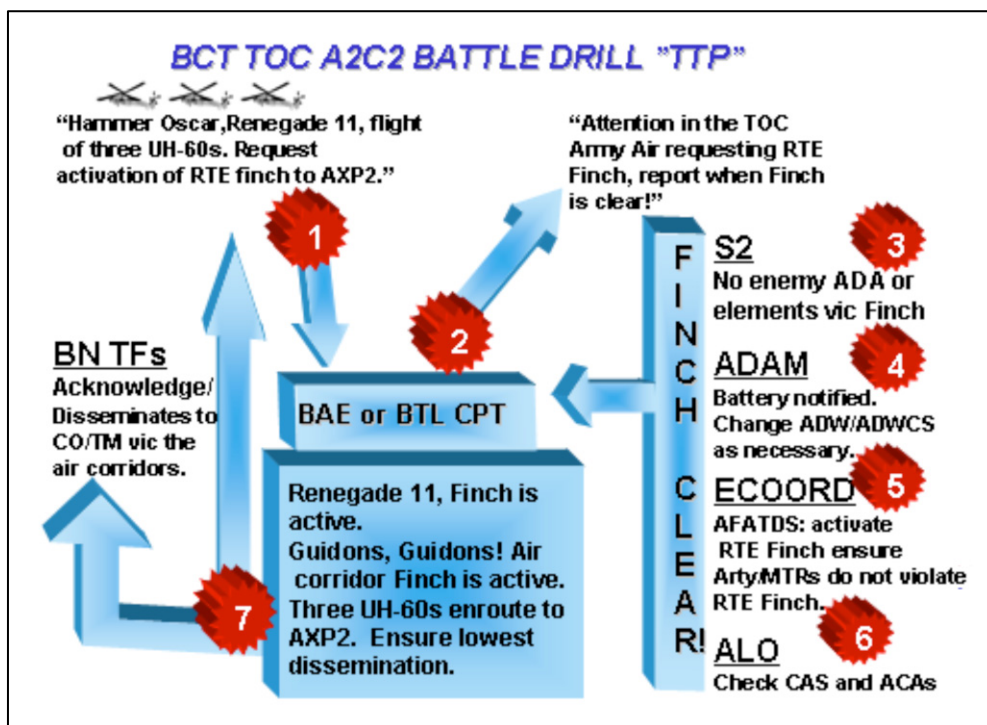 BCT TOC A2C2 BATTLE DRILL "TTP"
"Hammer Oscar,Renegade 11, flight
of three UH-60s. Request
activation of RTE finch to AXP2."
1
"Attention in the TOC
Army Air requesting RTE
Finch, report when Finch
is clear!"
2
BAE or BTL CPT
FINCH CLEAR!
S2
3
No enemy ADA or
elements vic Finch
ADAM
4
Battery notified.
Change ADW/ADWCS
as necessary.
ECOORD
5
AFATDS: activate
RTE Finch ensure
Arty/MTRs do not violate
RTE Finch.
6
ALO
Check CAS and ACAs
Renegade 11, Finch is
active.
Guidons, Guidons! Air
corridor Finch is active.
Three UH-60s enroute to
AXP2. Ensure lowest
dissemination.
7
BN TFs
Acknowledge/
Disseminates to
CO/TM vic the
air corridors.